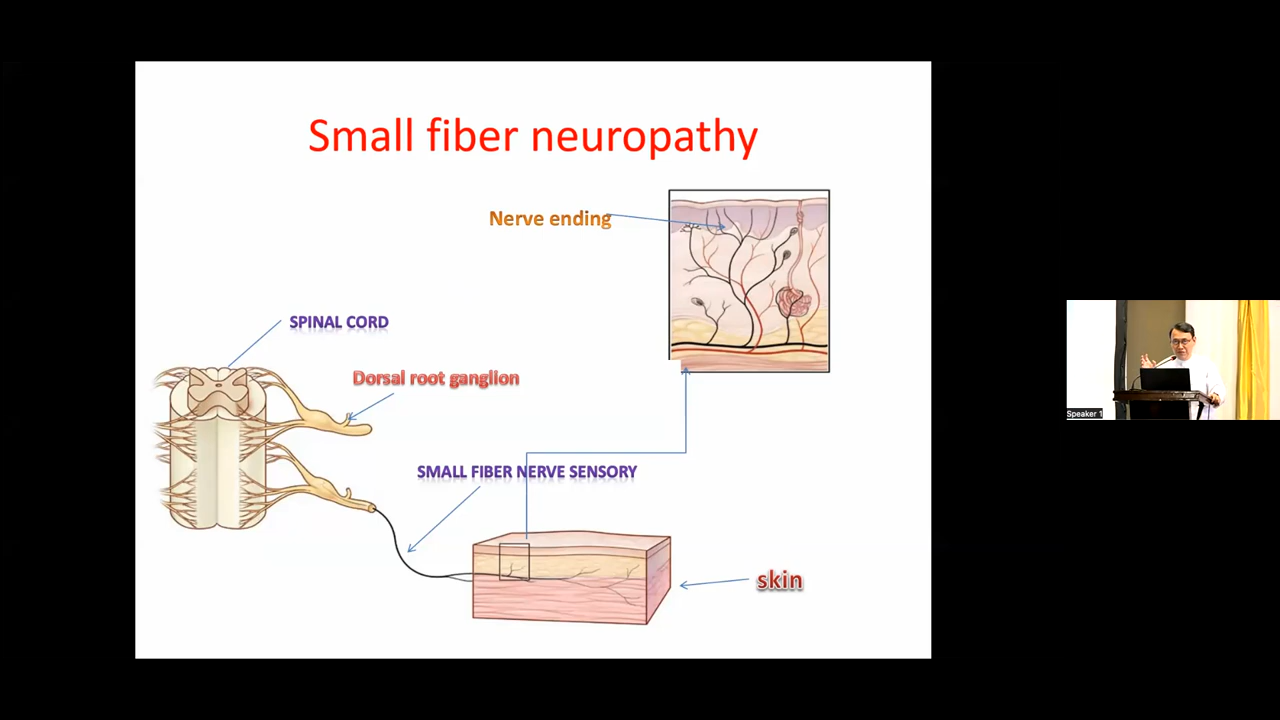 Small fiber neuropathy
Nerve ending
SPINAL CORD
Dorsal root ganglion
SMALL FIBER NERVE SENSORY
skin
Speaker 1